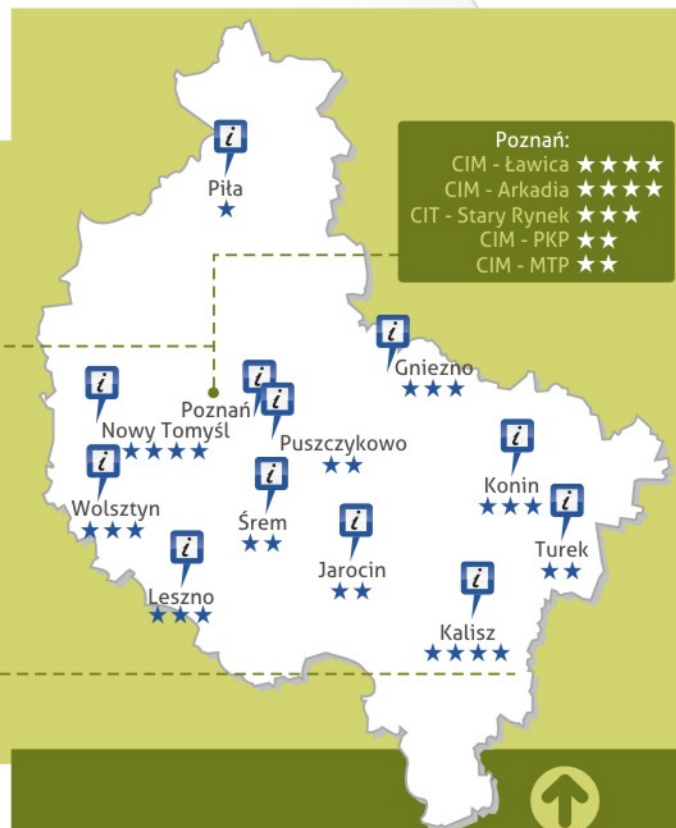 i
Piła
★
Poznań:
CIM - Ławica ★★★★
CIM - Arkadia ★★★★
CIT - Stary Rynek ★★★
CIM - PKP ★★
CIM - MTP ★★
i
Gniezno
★★★
i
Poznań
i
Nowy Tomyśl
★★★★
i
Puszczykowo
★★
i
Konin
★★★
i
Wolsztyn
★★★
i
Śrem
★★
i
Turek
★★
i
Jarocin
★★
i
Leszno
★★★
i
Kalisz
★★★★